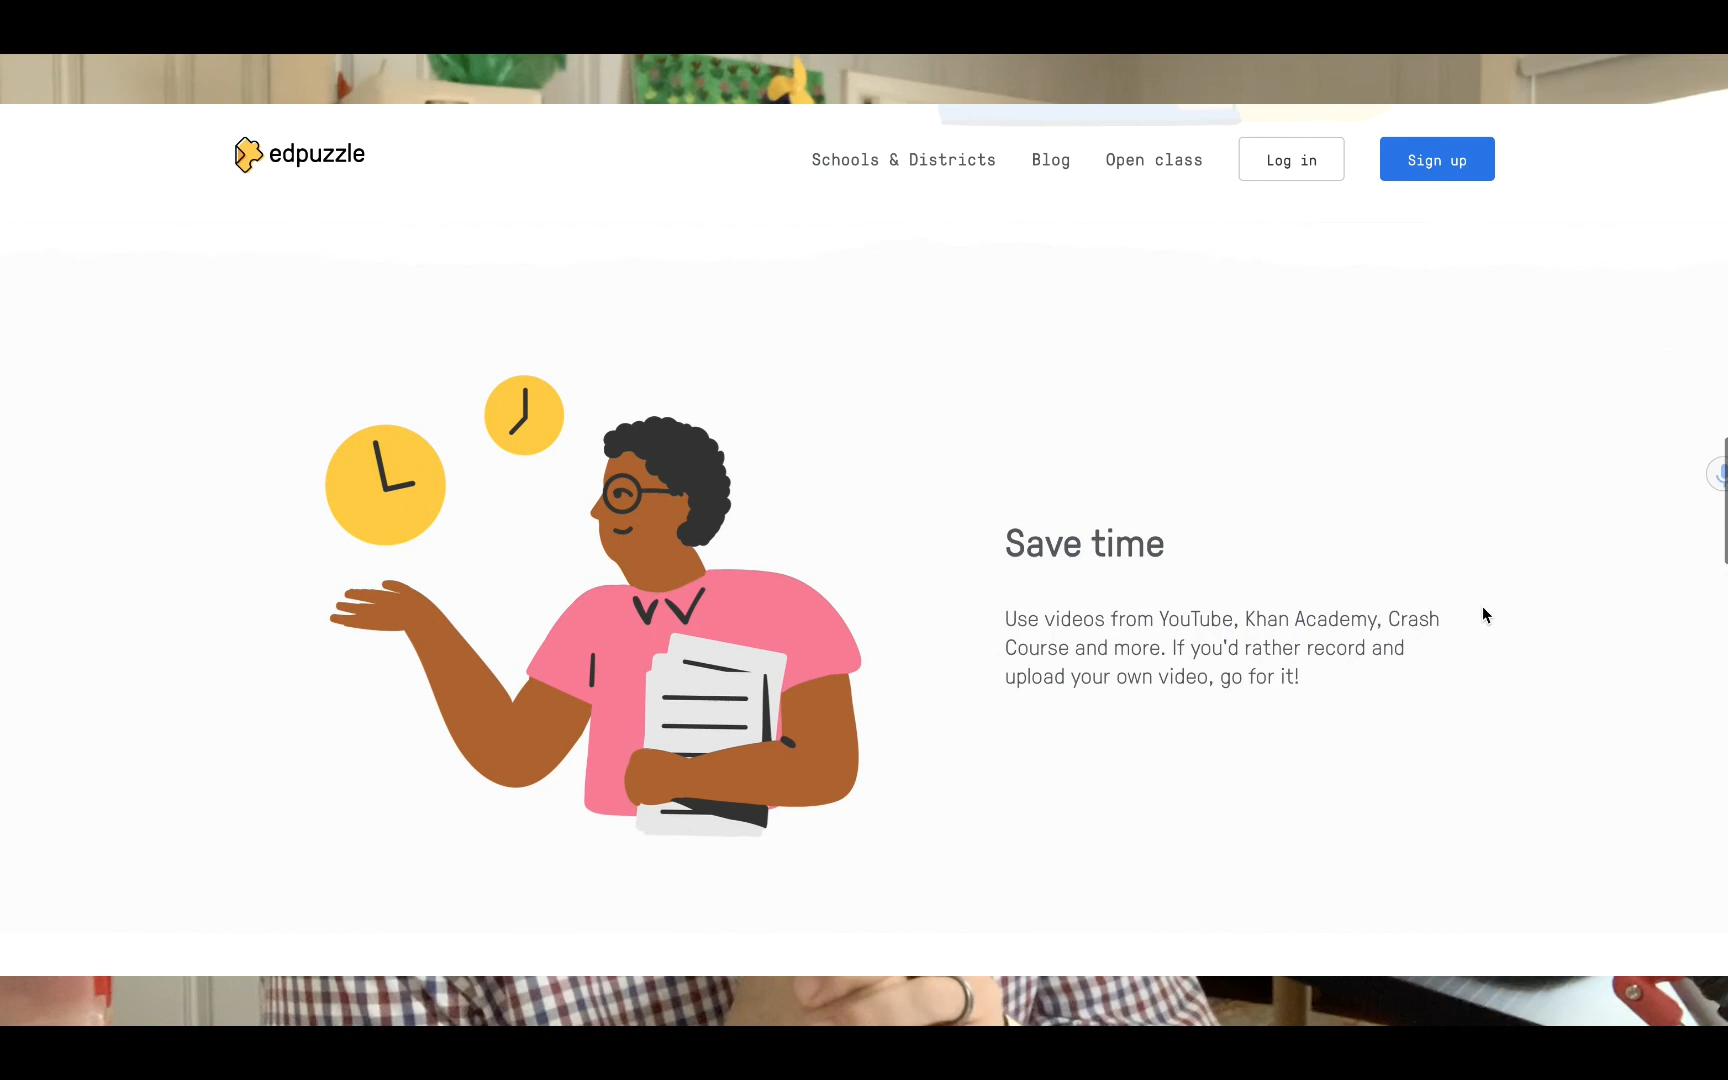 edpuzzle
Schools & Districts
Blog
Open class
Log in
Sign up
Save time
Use videos from YouTube, Khan Academy, Crash
Course and more. If you'd rather record and
upload your own video, go for it!